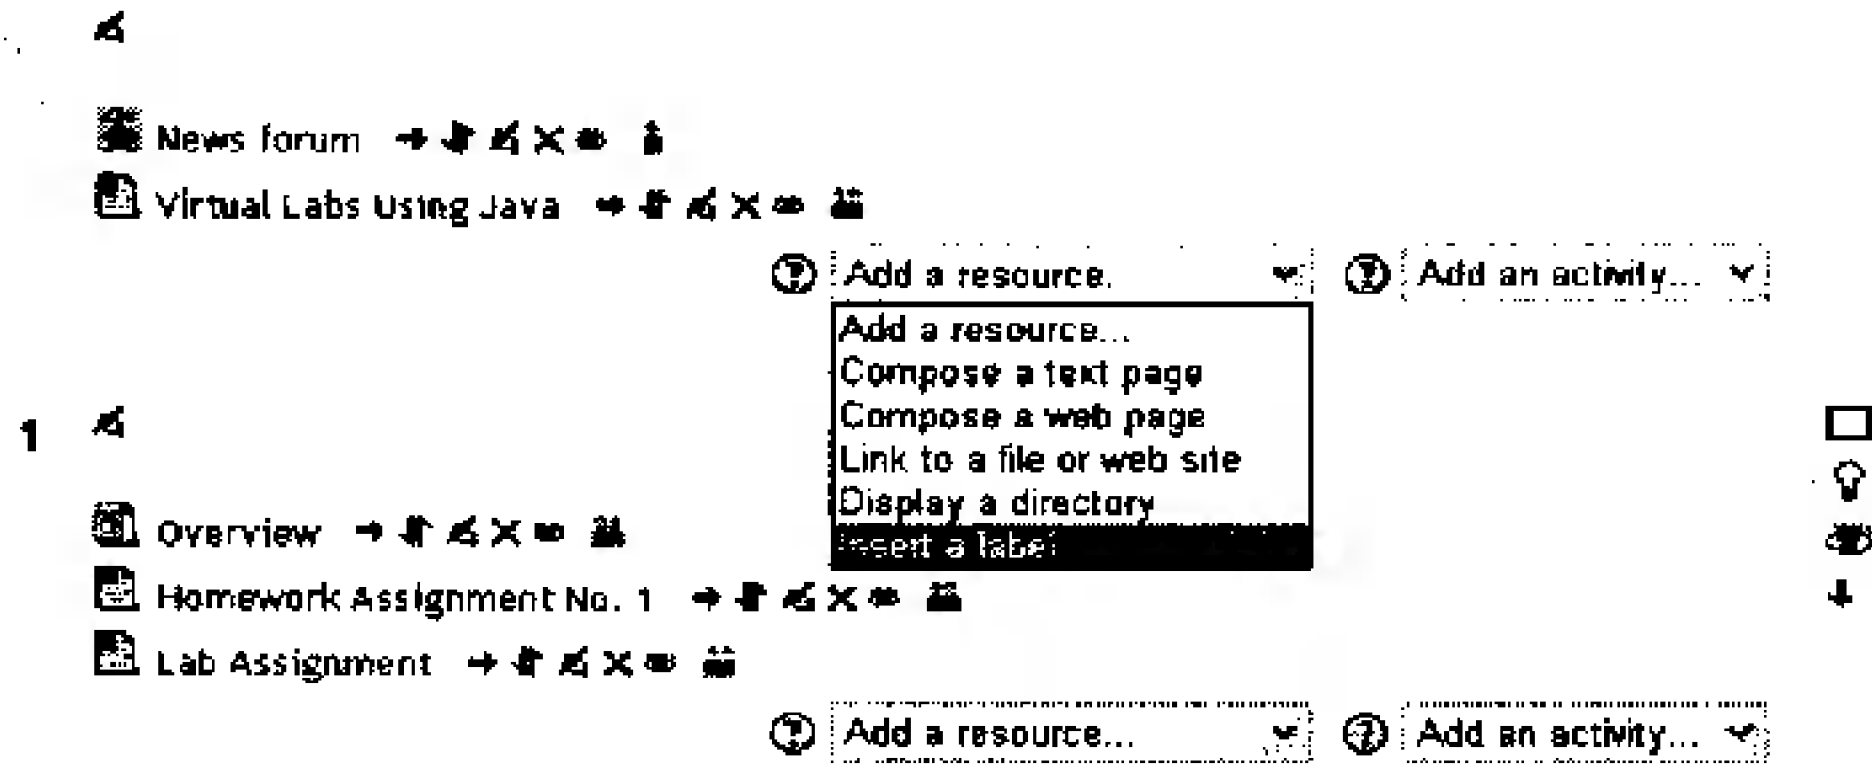 News forum
Virtual Labs Using Java
Add a resource. Add an activity...
Add a resource...
Compose a text page
Compose a web page
Link to a file or web site
Display a directory
Insert a label
1
Overview
Homework Assignment No. 1
Lab Assignment
Add a resource... Add an activity...